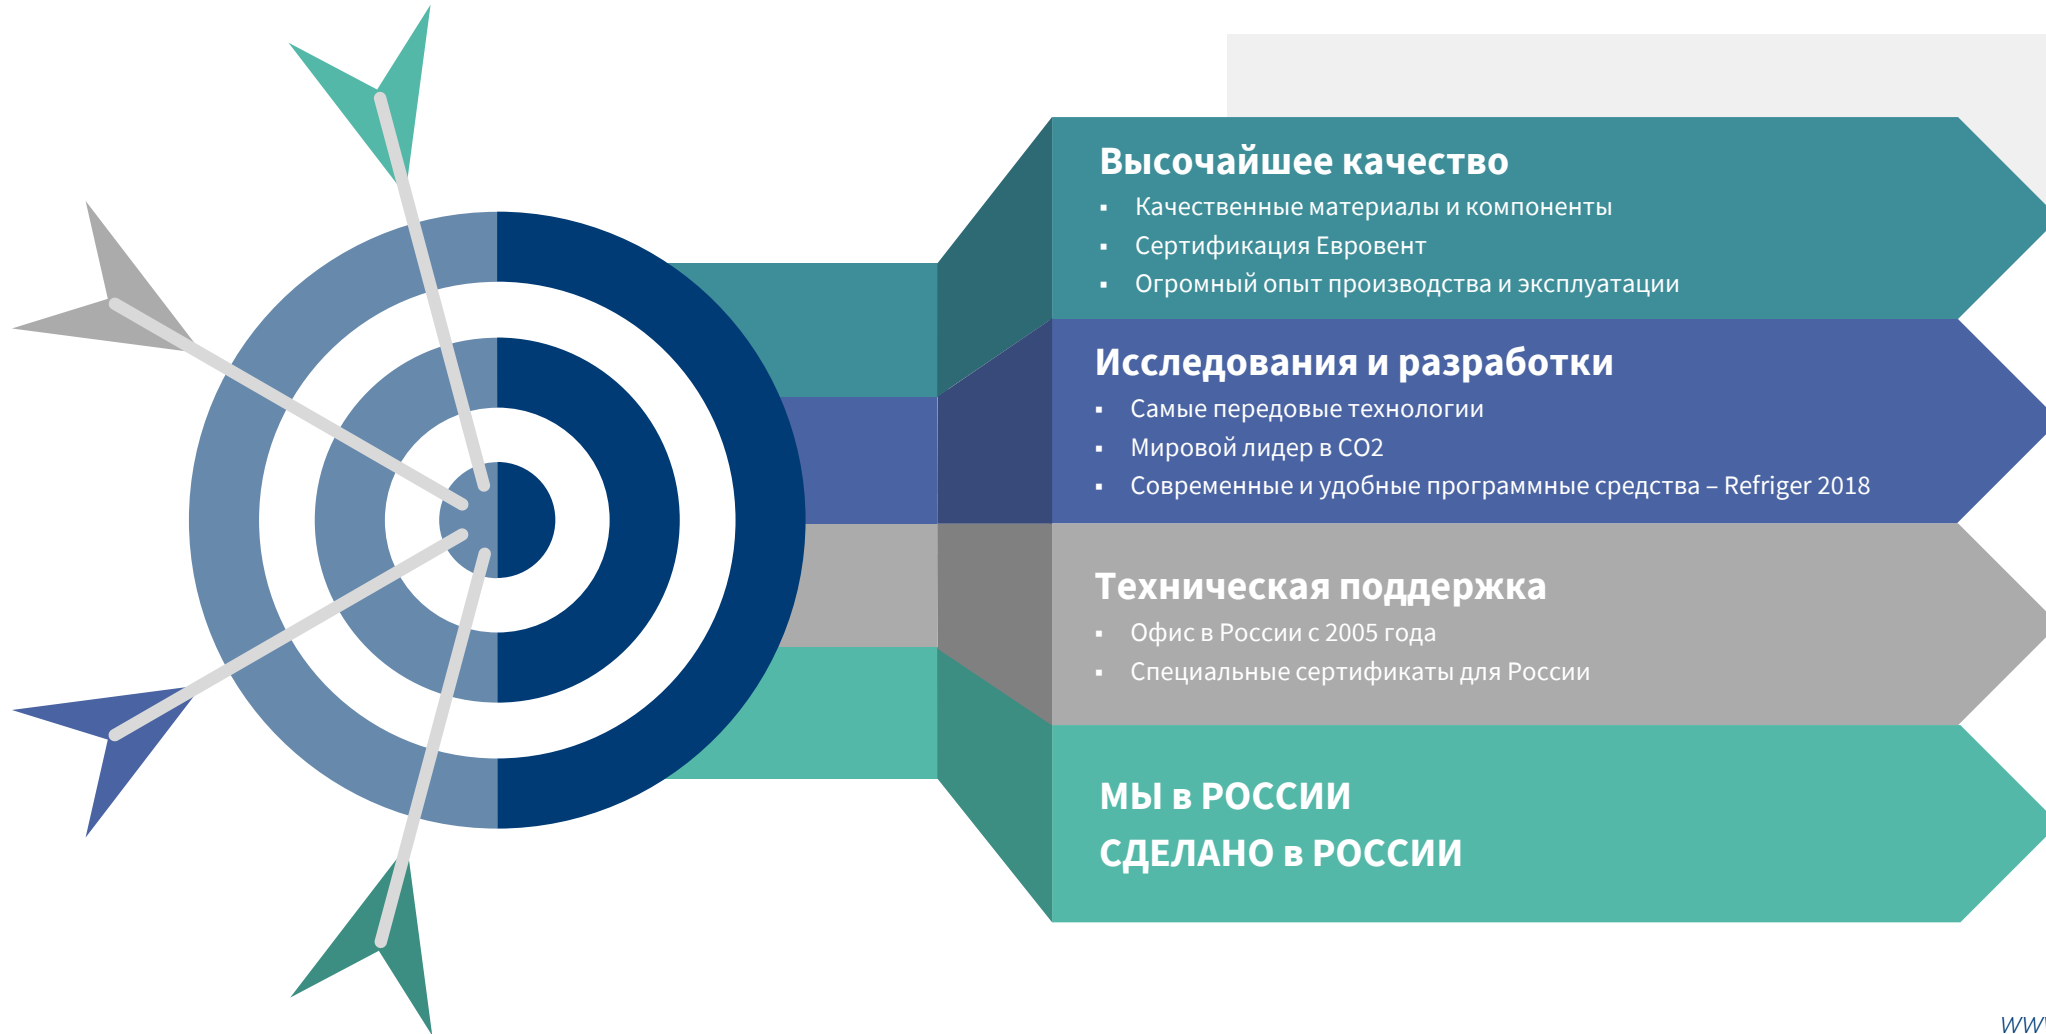 Высочайшее качество
▪ Качественные материалы и компоненты
▪ Сертификация Евровент
▪ Огромный опыт производства и эксплуатации
Исследования и разработки
▪ Самые передовые технологии
▪ Мировой лидер в CO2
▪ Современные и удобные программные средства – Refriger 2018
Техническая поддержка
▪ Офис в России с 2005 года
▪ Специальные сертификаты для России
МЫ в РОССИИ
СДЕЛАНО в РОССИИ